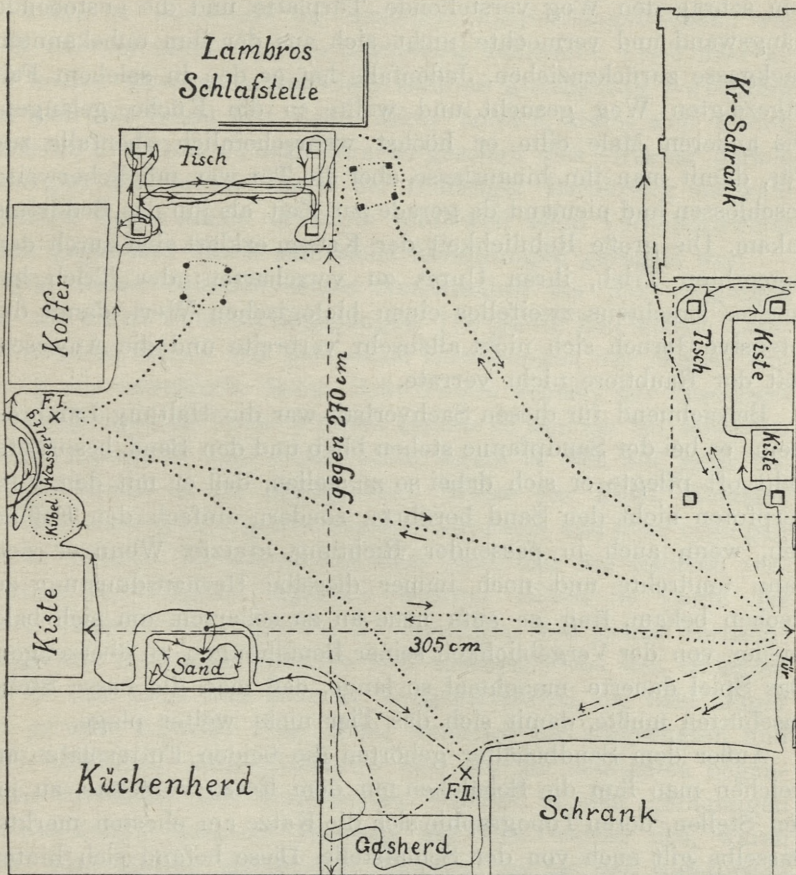 Lambros
Schlafstelle
Kr-Schrank
Tisch
Koffer
Tisch
Kiste
F.I.
gegen 270 cm
Wasserltg.
Kiste
Kübel
Kiste
305 cm
Sand
Tür
Küchenherd
F.II.
Schrank
Gasherd